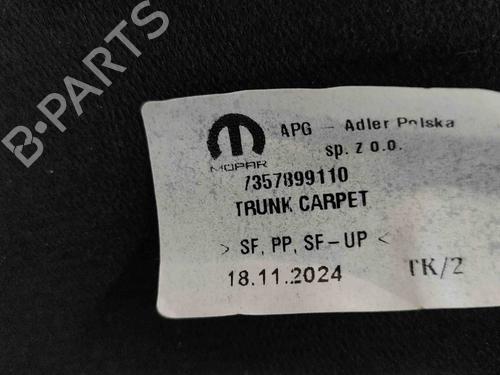 B-PARTS
APG - Adler Polska
sp. z o.o.
MOPAR
7357899110
TRUNK CARPET
> SF, PP, SF-UP <
18.11.2024 TK/2